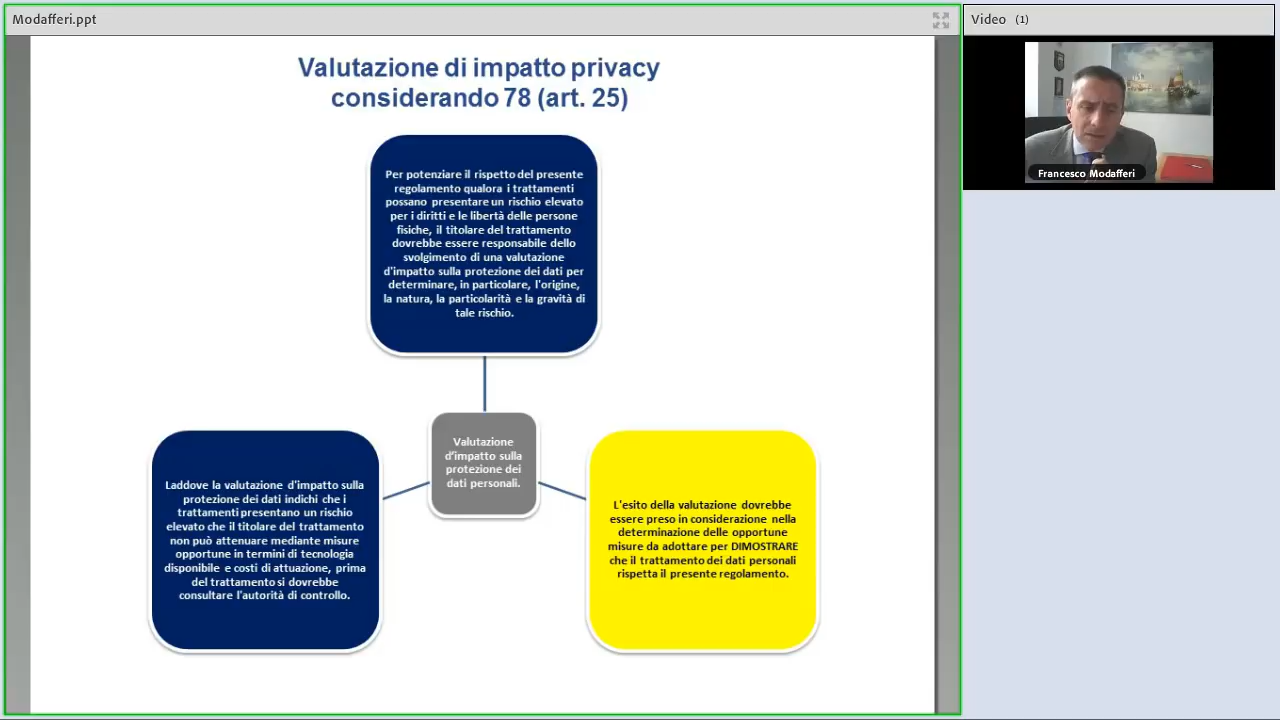 Modafferi.ppt
Video (1)
Valutazione di impatto privacy
considerando 78 (art. 25)
Per potenziare il rispetto del presente
regolamento qualora i trattamenti
possano presentare un rischio elevato
per i diritti e le libertà delle persone
fisiche, il titolare del trattamento
dovrebbe essere responsabile dello
svolgimento di una valutazione
d'impatto sulla protezione dei dati per
determinare, in particolare, l'origine,
la natura, la particolarità e la gravità di
tale rischio.
Valutazione
d'impatto sulla
protezione dei
dati personali.
Laddove la valutazione d'impatto sulla
protezione dei dati indichi che i
trattamenti presentano un rischio
elevato che il titolare del trattamento
non può attenuare mediante misure
opportune in termini di tecnologia
disponibile e costi di attuazione, prima
del trattamento si dovrebbe
consultare l'autorità di controllo.
L'esito della valutazione dovrebbe
essere preso in considerazione nella
determinazione delle opportune
misure da adottare per DIMOSTRARE
che il trattamento dei dati personali
rispetta il presente regolamento.
Francesco Modafferi